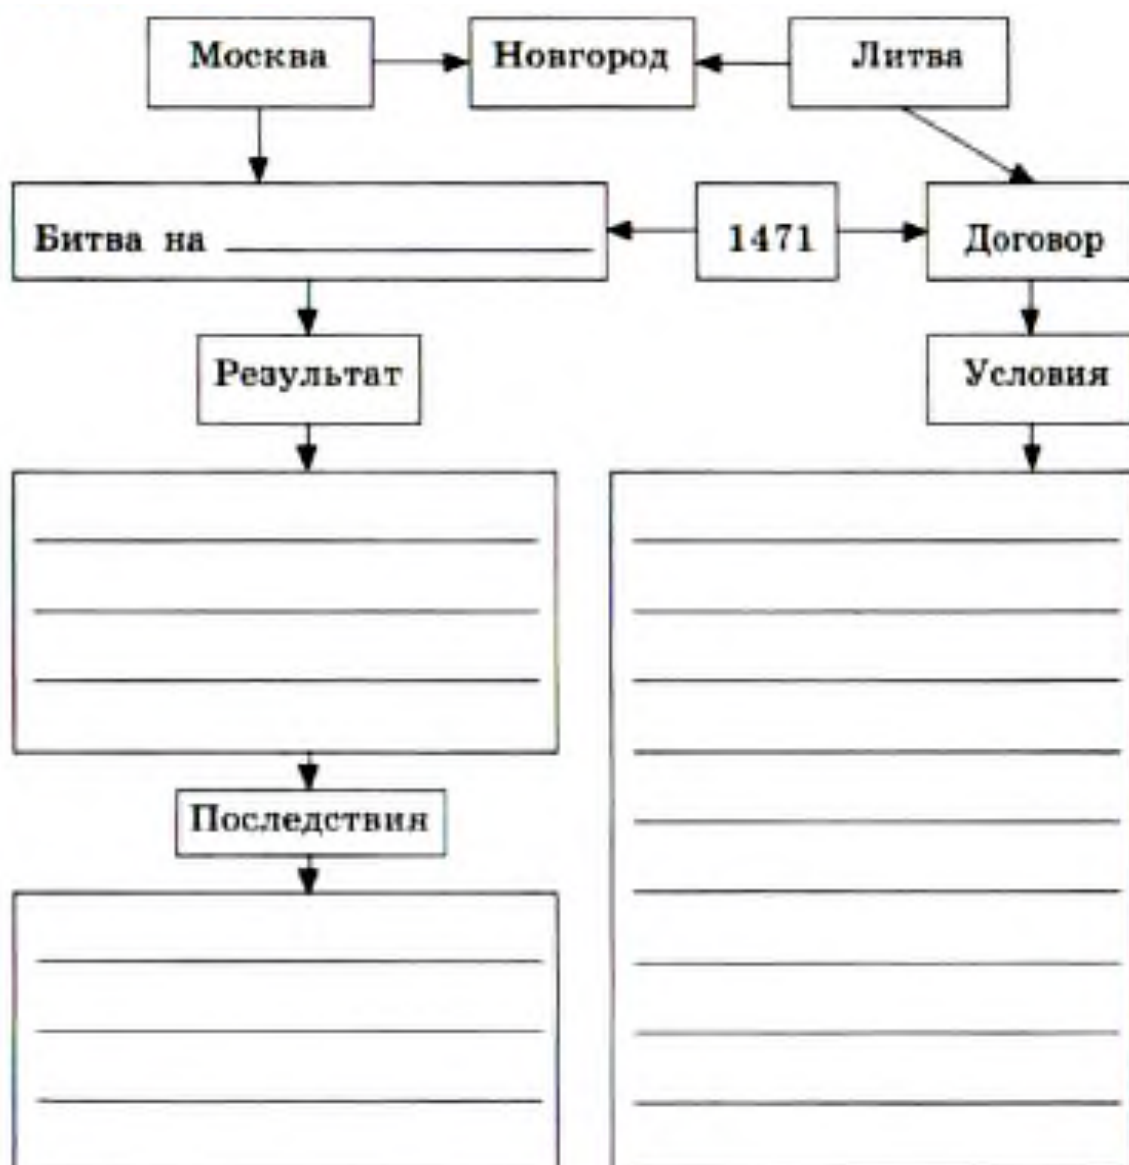 Москва
Новгород
Литва
Битва на
1471
Договор
Результат
Условия
Последствия